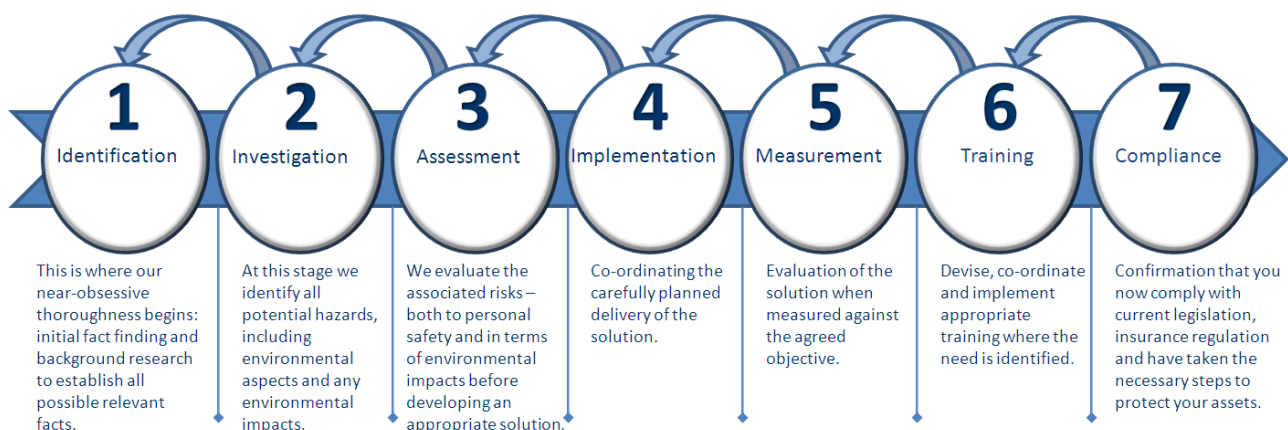 1
Identification
This is where our
near-obsessive
thoroughness begins:
initial fact finding and
background research
to establish all
possible relevant
facts.
2
Investigation
At this stage we
identify all
potential hazards,
including
environmental
aspects and any
environmental
impacts.
3
Assessment
We evaluate the
associated risks –
both to personal
safety and in terms
of environmental
impacts before
developing an
appropriate solution.
4
Implementation
Co-ordinating the
carefully planned
delivery of the
solution.
5
Measurement
Evaluation of the
solution when
measured against
the agreed
objective.
6
Training
Devise, co-ordinate
and implement
appropriate
training where the
need is identified.
7
Compliance
Confirmation that you
now comply with
current legislation,
insurance regulation
and have taken the
necessary steps to
protect your assets.